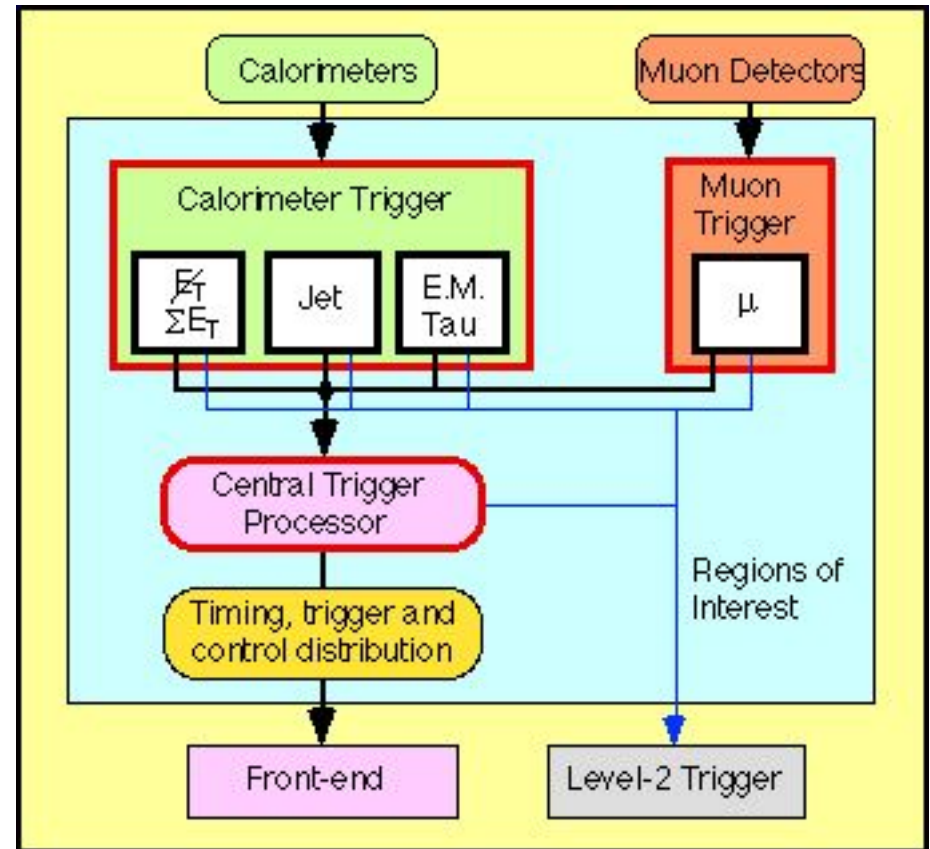 Calorimeters
Muon Detectors
Calorimeter Trigger
Muon
Trigger
E̸T
ΣET
Jet
E.M.
Tau
μ
Central Trigger
Processor
Regions of
Interest
Timing, trigger and
control distribution
Front-end
Level-2 Trigger